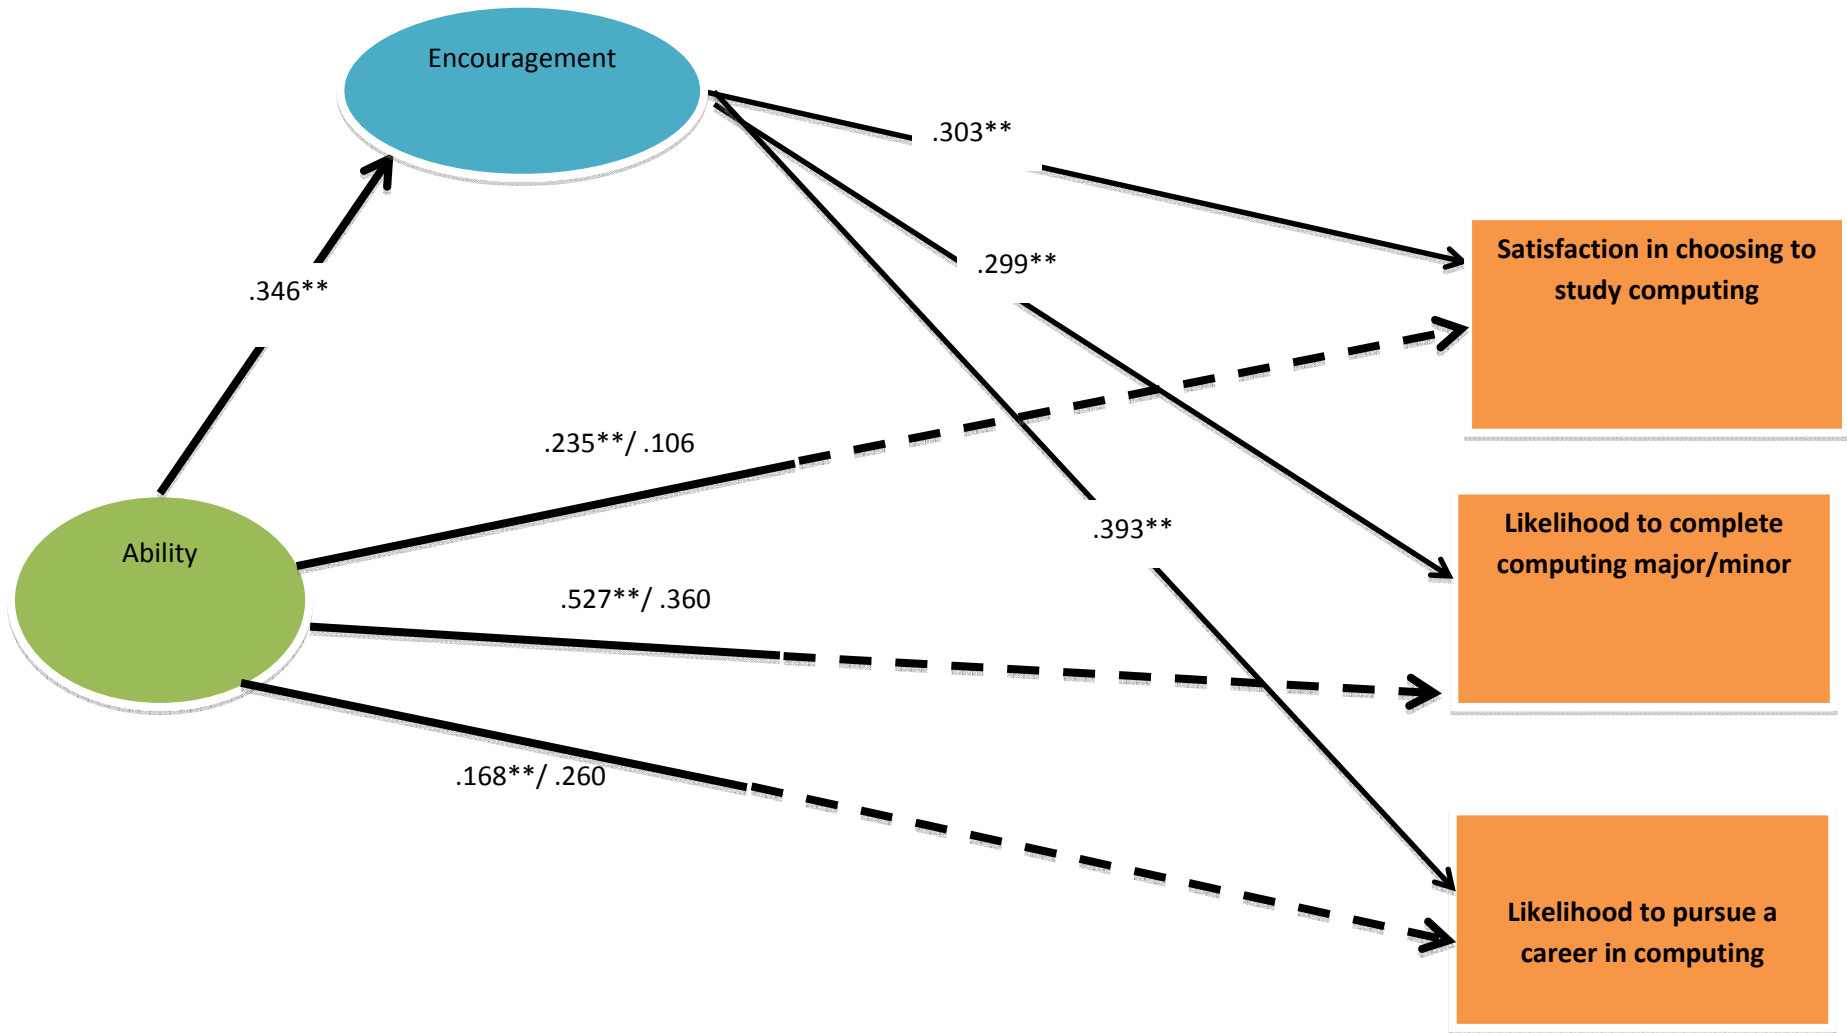 Encouragement
.303**
.299**
.346**
Satisfaction in choosing to
study computing
.235**/ .106
Ability
.393**
Likelihood to complete
computing major/minor
.527**/ .360
.168**/ .260
Likelihood to pursue a
career in computing